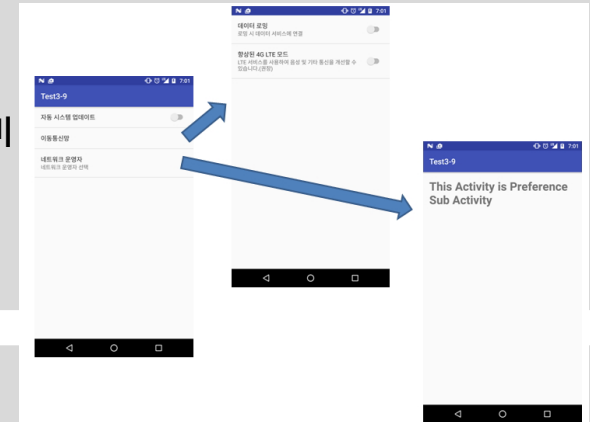 7:01
Test3-9
자동 시스템 업데이트
이동통신망
네트워크 운영자
네트워크 운영자 선택
7:01
데이터 로밍
로밍 시 데이터 서비스에 연결
향상된 4G LTE 모드
LTE 서비스를 사용하여 음성 및 기타 통신을 개선할 수
있습니다.(권장)
7:01
Test3-9
This Activity is Preference
Sub Activity